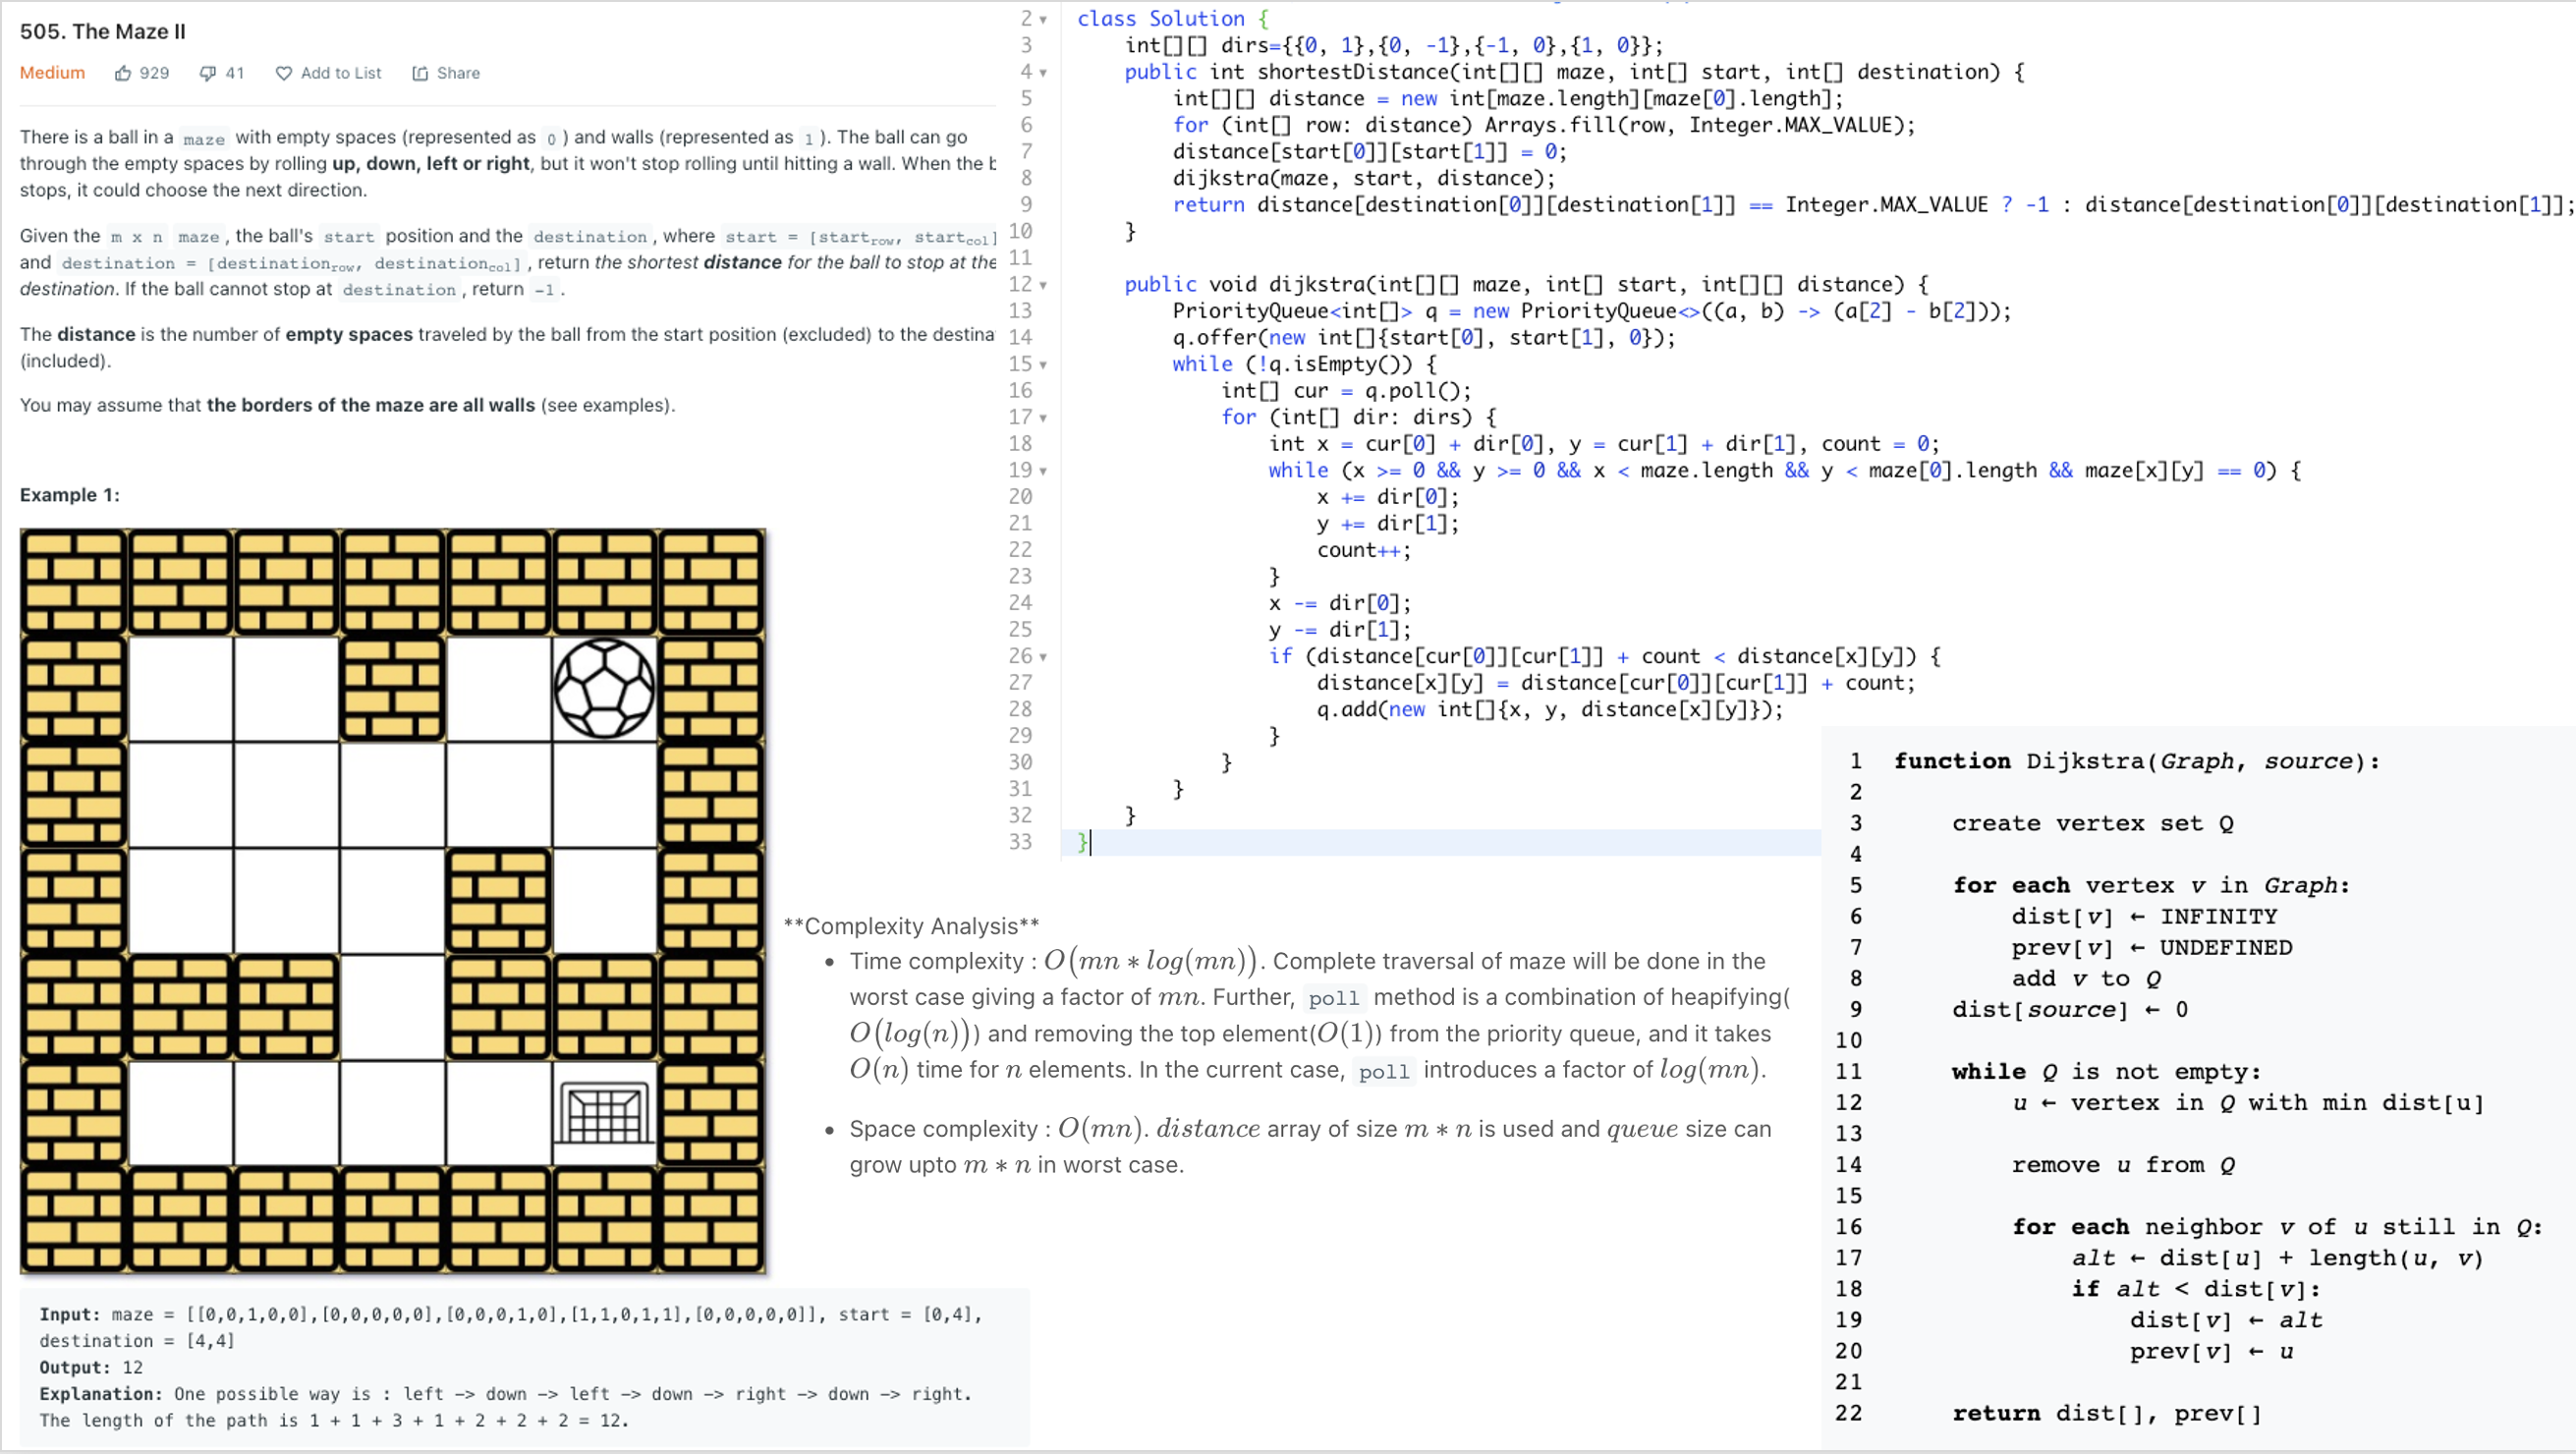 505. The Maze II
Medium 929 41 Add to List Share
There is a ball in a maze with empty spaces (represented as 0 ) and walls (represented as 1 ). The ball can go
through the empty spaces by rolling up, down, left or right, but it won't stop rolling until hitting a wall. When the b
stops, it could choose the next direction.
Given the m x n maze , the ball's start position and the destination , where start = [startrow, startcol]
and destination = [destinationrow, destinationcol] , return the shortest distance for the ball to stop at the
destination. If the ball cannot stop at destination , return -1 .
The distance is the number of empty spaces traveled by the ball from the start position (excluded) to the destina
(included).
You may assume that the borders of the maze are all walls (see examples).
Example 1:
Input: maze = [[0,0,1,0,0],[0,0,0,0,0],[0,0,0,1,0],[1,1,0,1,1],[0,0,0,0,0]], start = [0,4],
destination = [4,4]
Output: 12
Explanation: One possible way is : left -> down -> left -> down -> right -> down -> right.
The length of the path is 1 + 1 + 3 + 1 + 2 + 2 + 2 = 12.
2 class Solution {
3 int[][] dirs={{0, 1},{0, -1},{-1, 0},{1, 0}};
4 public int shortestDistance(int[][] maze, int[] start, int[] destination) {
5 int[][] distance = new int[maze.length][maze[0].length];
6 for (int[] row: distance) Arrays.fill(row, Integer.MAX_VALUE);
7 distance[start[0]][start[1]] = 0;
8 dijkstra(maze, start, distance);
9 return distance[destination[0]][destination[1]] == Integer.MAX_VALUE ? -1 : distance[destination[0]][destination[1]];
10 }
11
12 public void dijkstra(int[][] maze, int[] start, int[][] distance) {
13 PriorityQueue<int[]> q = new PriorityQueue<>((a, b) -> (a[2] - b[2]));
14 q.offer(new int[]{start[0], start[1], 0});
15 while (!q.isEmpty()) {
16 int[] cur = q.poll();
17 for (int[] dir: dirs) {
18 int x = cur[0] + dir[0], y = cur[1] + dir[1], count = 0;
19 while (x >= 0 && y >= 0 && x < maze.length && y < maze[0].length && maze[x][y] == 0) {
20 x += dir[0];
21 y += dir[1];
22 count++;
23 }
24 x -= dir[0];
25 y -= dir[1];
26 if (distance[cur[0]][cur[1]] + count < distance[x][y]) {
27 distance[x][y] = distance[cur[0]][cur[1]] + count;
28 q.add(new int[]{x, y, distance[x][y]});
29 }
30 }
31 }
32 }
33 }
**Complexity Analysis**
• Time complexity : O(mn * log(mn)). Complete traversal of maze will be done in the
worst case giving a factor of mn. Further, poll method is a combination of heapifying(
O(log(n))) and removing the top element(O(1)) from the priority queue, and it takes
O(n) time for n elements. In the current case, poll introduces a factor of log(mn).
• Space complexity : O(mn). distance array of size m * n is used and queue size can
grow upto m * n in worst case.
1 function Dijkstra(Graph, source):
2
3 create vertex set Q
4
5 for each vertex v in Graph:
6 dist[v] ← INFINITY
7 prev[v] ← UNDEFINED
8 add v to Q
9 dist[source] ← 0
10
11 while Q is not empty:
12 u ← vertex in Q with min dist[u]
13
14 remove u from Q
15
16 for each neighbor v of u still in Q:
17 alt ← dist[u] + length(u, v)
18 if alt < dist[v]:
19 dist[v] ← alt
20 prev[v] ← u
21
22 return dist[], prev[]